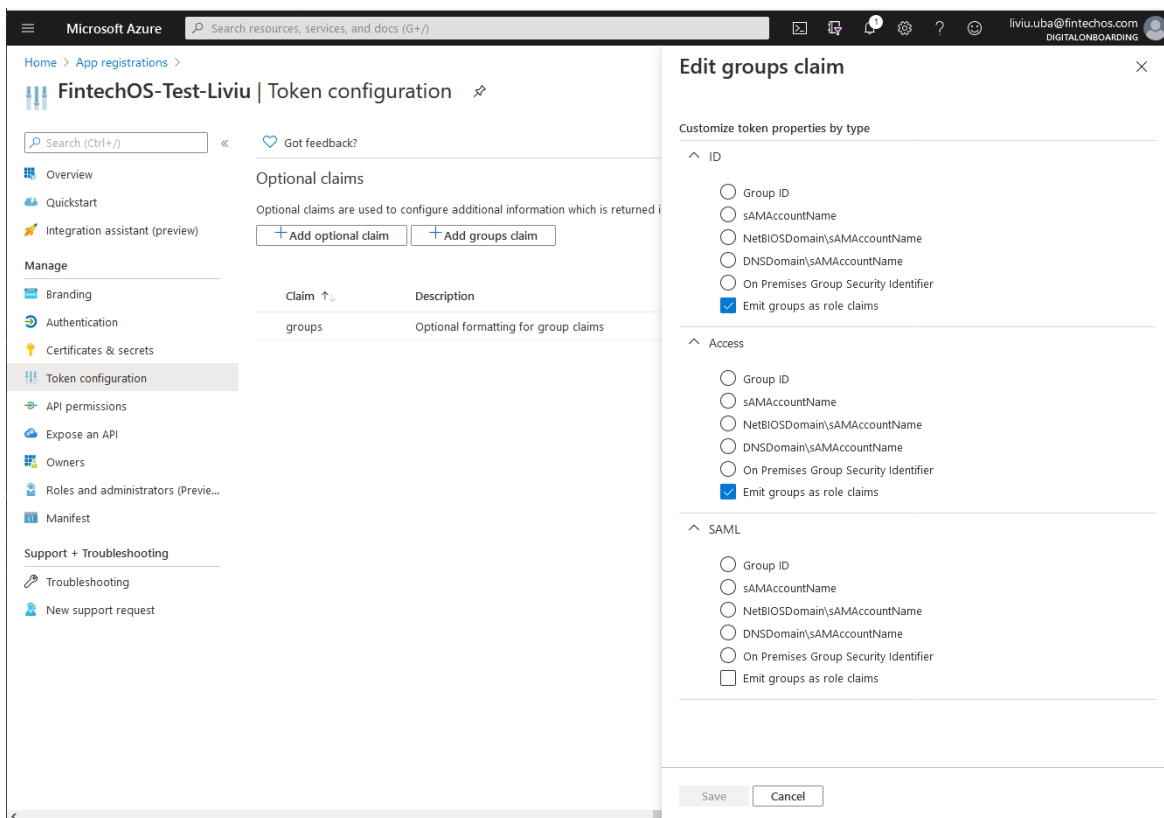 Microsoft Azure
Search resources, services, and docs (G+/)
1
liviu.uba@fintechos.com
DIGITALONBOARDING
Home > App registrations >
FintechOS-Test-Liviu | Token configuration
Search (Ctrl+/)
«
Overview
Quickstart
Integration assistant (preview)
Manage
Branding
Authentication
Certificates & secrets
Token configuration
API permissions
Expose an API
Owners
Roles and administrators (Previe...
Manifest
Support + Troubleshooting
Troubleshooting
New support request
Got feedback?
Optional claims
Optional claims are used to configure additional information which is returned i
Add optional claim
Add groups claim
Claim ↑↓ Description
groups Optional formatting for group claims
Edit groups claim
Customize token properties by type
ID
Group ID
sAMAccountName
NetBIOSDomain\sAMAccountName
DNSDomain\sAMAccountName
On Premises Group Security Identifier
Emit groups as role claims
Access
Group ID
sAMAccountName
NetBIOSDomain\sAMAccountName
DNSDomain\sAMAccountName
On Premises Group Security Identifier
Emit groups as role claims
SAML
Group ID
sAMAccountName
NetBIOSDomain\sAMAccountName
DNSDomain\sAMAccountName
On Premises Group Security Identifier
Emit groups as role claims
Save
Cancel